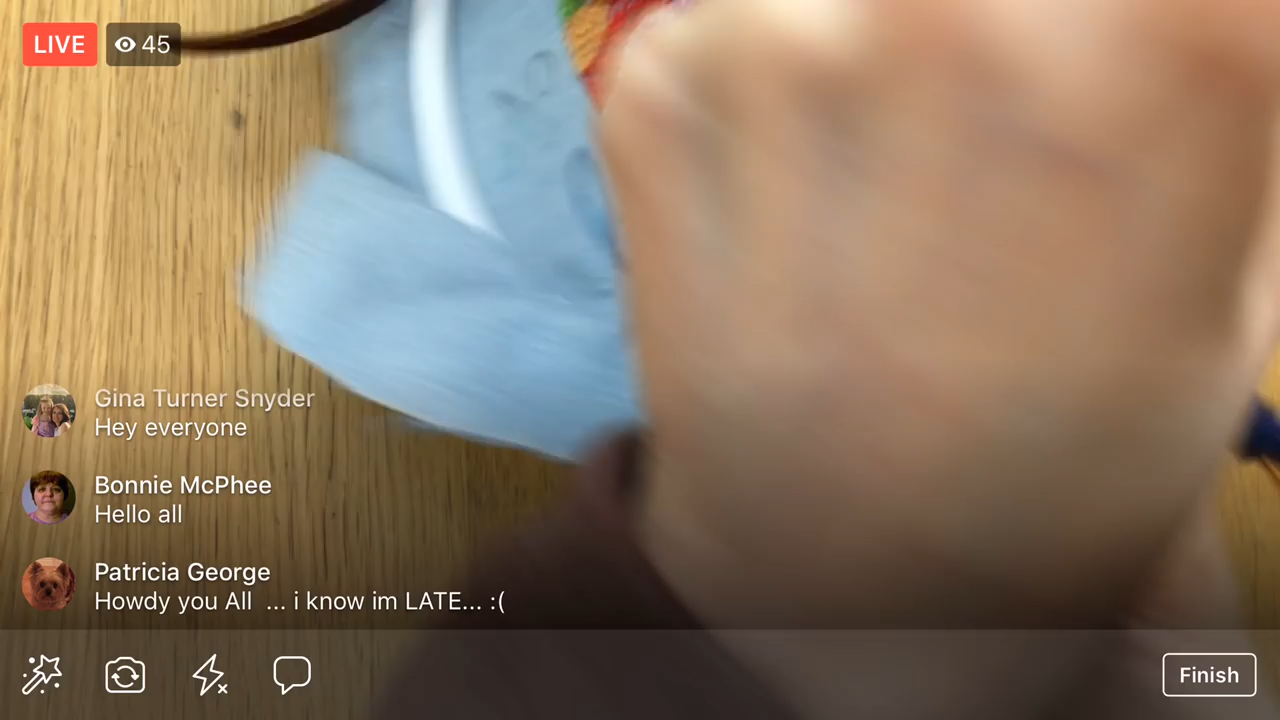 LIVE 45
Gina Turner Snyder
Hey everyone
Bonnie McPhee
Hello all
Patricia George
Howdy you All ... i know im LATE... :(
Finish